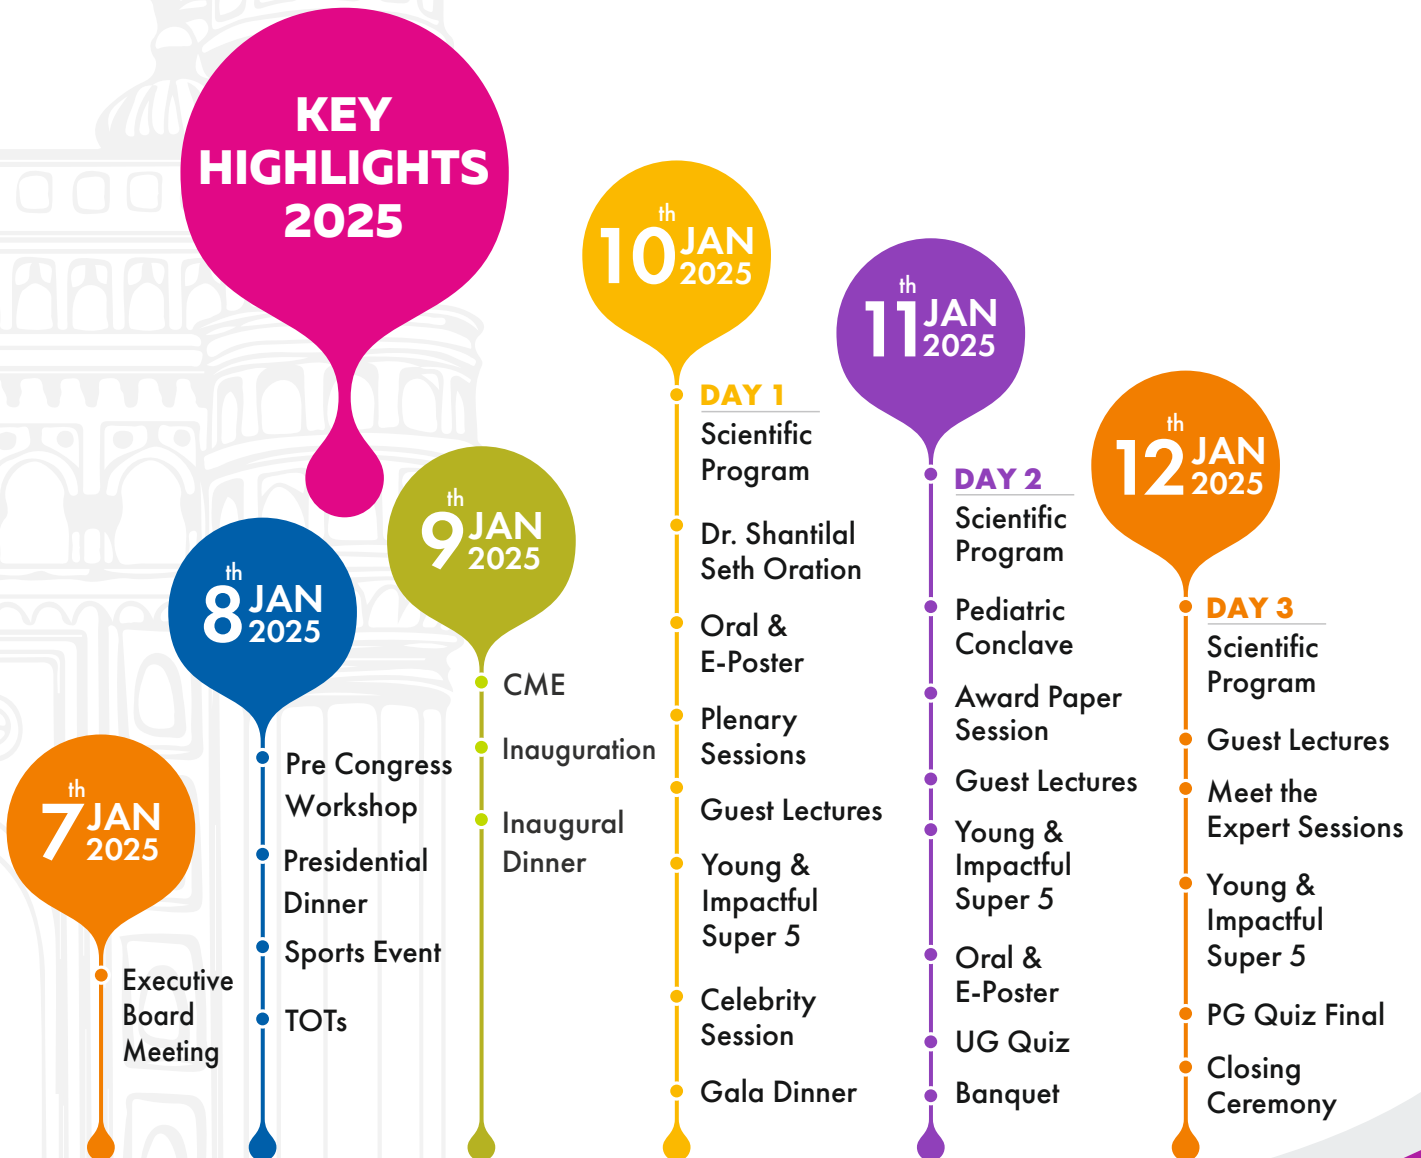 KEY
HIGHLIGHTS
2025
7th JAN
2025
Executive
Board
Meeting
8th JAN
2025
Pre Congress
Workshop
Presidential
Dinner
Sports Event
TOTs
9th JAN
2025
CME
Inauguration
Inaugural
Dinner
10th JAN
2025
DAY 1
Scientific
Program
Dr. Shantilal
Seth Oration
Oral &
E-Poster
Plenary
Sessions
Guest Lectures
Young &
Impactful
Super 5
Celebrity
Session
Gala Dinner
11th JAN
2025
DAY 2
Scientific
Program
Pediatric
Conclave
Award Paper
Session
Guest Lectures
Young &
Impactful
Super 5
Oral &
E-Poster
UG Quiz
Banquet
12th JAN
2025
DAY 3
Scientific
Program
Guest Lectures
Meet the
Expert Sessions
Young &
Impactful
Super 5
PG Quiz Final
Closing
Ceremony